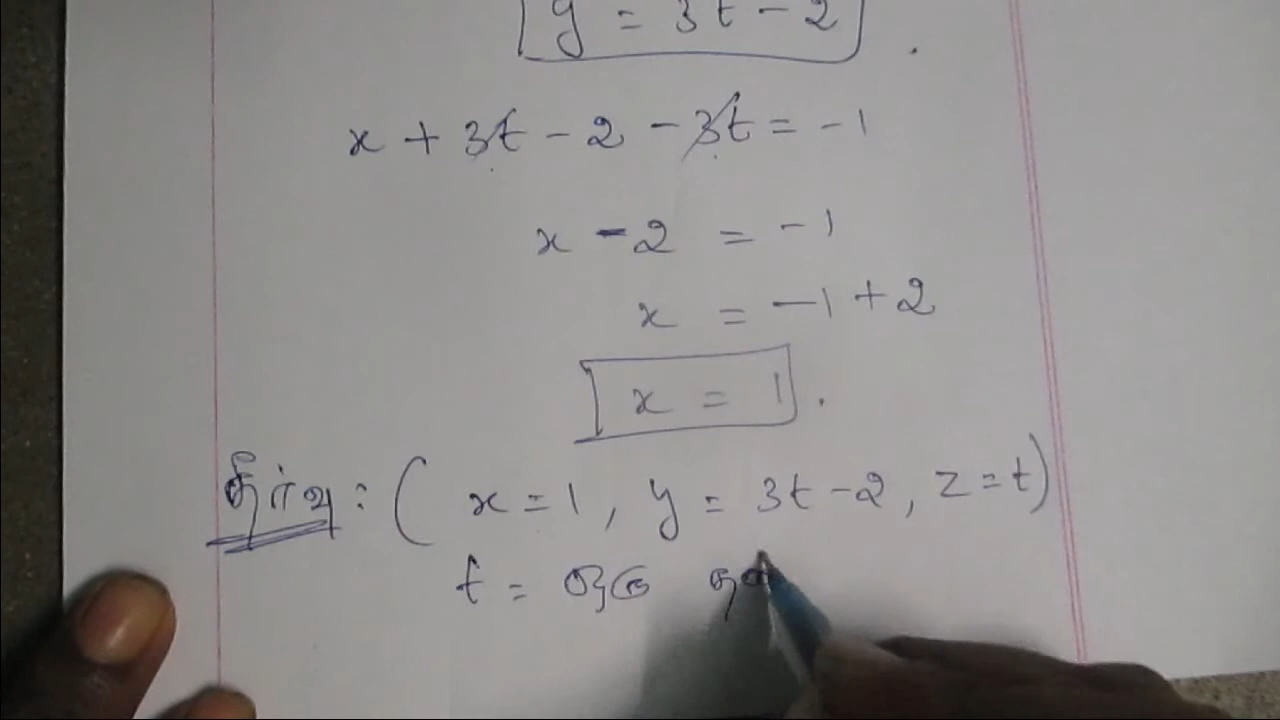 y = 3t - 2
x + 3t - 2 - 3t = -1
x - 2 = -1
x = -1 + 2
x = 1.
தீர்வு : ( x = 1, y = 3t - 2, z = t)
t = ஒரு